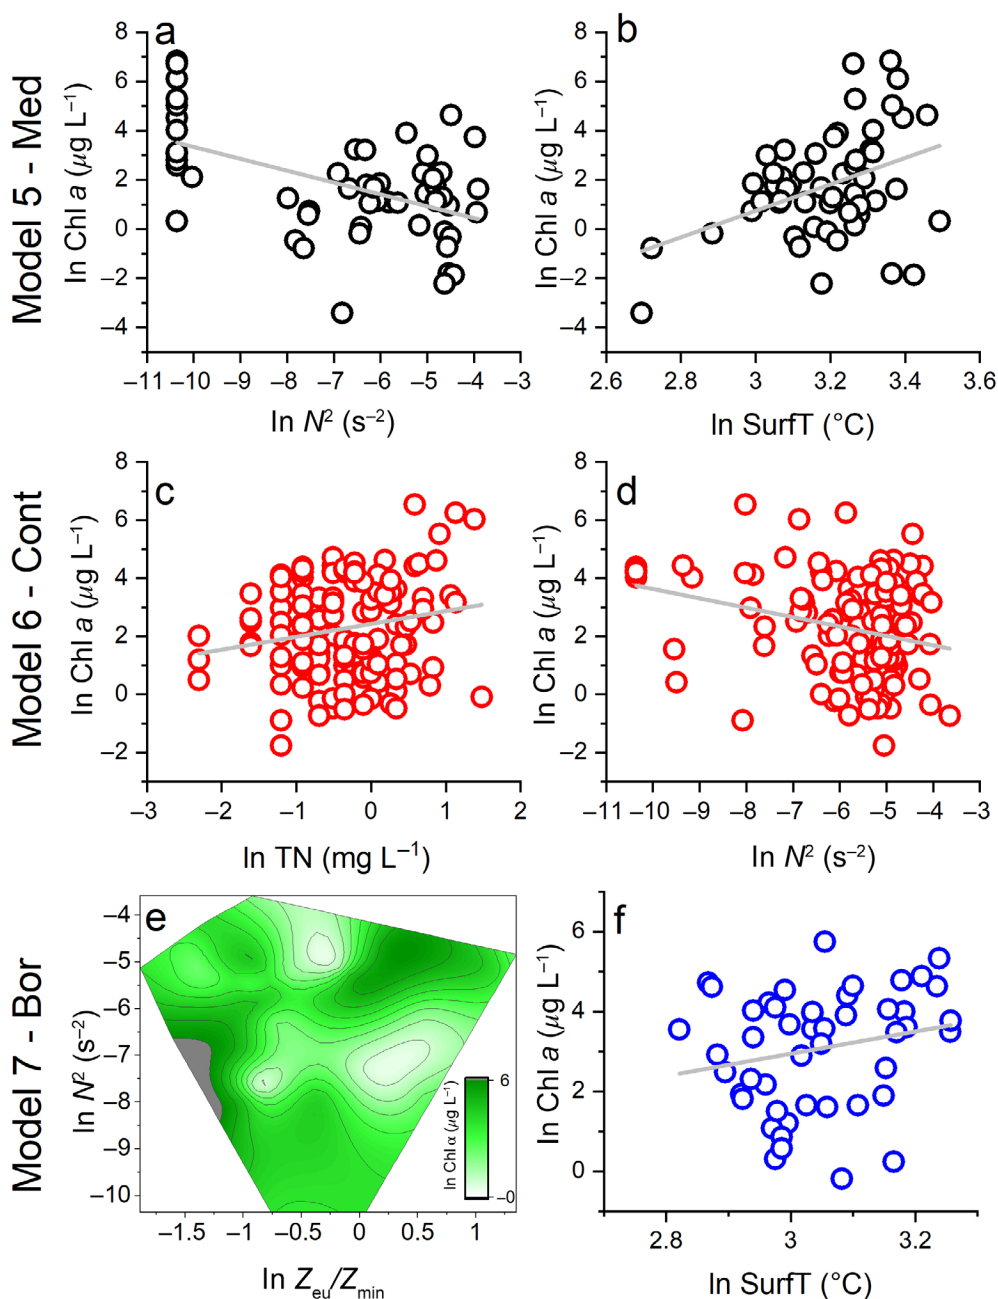 Model 5 - Med
a
ln Chl a (μg L⁻¹)
8
6
4
2
0
−2
−4
−11 −10 −9 −8 −7 −6 −5 −4 −3
ln N² (s⁻²)
b
ln Chl a (μg L⁻¹)
8
6
4
2
0
−2
−4
2.6 2.8 3 3.2 3.4 3.6
ln SurfT (°C)
Model 6 - Cont
c
ln Chl a (μg L⁻¹)
8
6
4
2
0
−2
−3 −2 −1 0 1 2
ln TN (mg L⁻¹)
d
ln Chl a (μg L⁻¹)
8
6
4
2
0
−2
−11 −10 −9 −8 −7 −6 −5 −4 −3
ln N² (s⁻²)
Model 7 - Bor
e
ln N² (s⁻²)
−4
−5
−6
−7
−8
−9
−10
−1.5 −1 −0.5 0 0.5 1
ln Zeu/Zmin
ln Chl α (μg L⁻¹)
6
−0
f
ln Chl a (μg L⁻¹)
6
4
2
0
2.8 3 3.2
ln SurfT (°C)